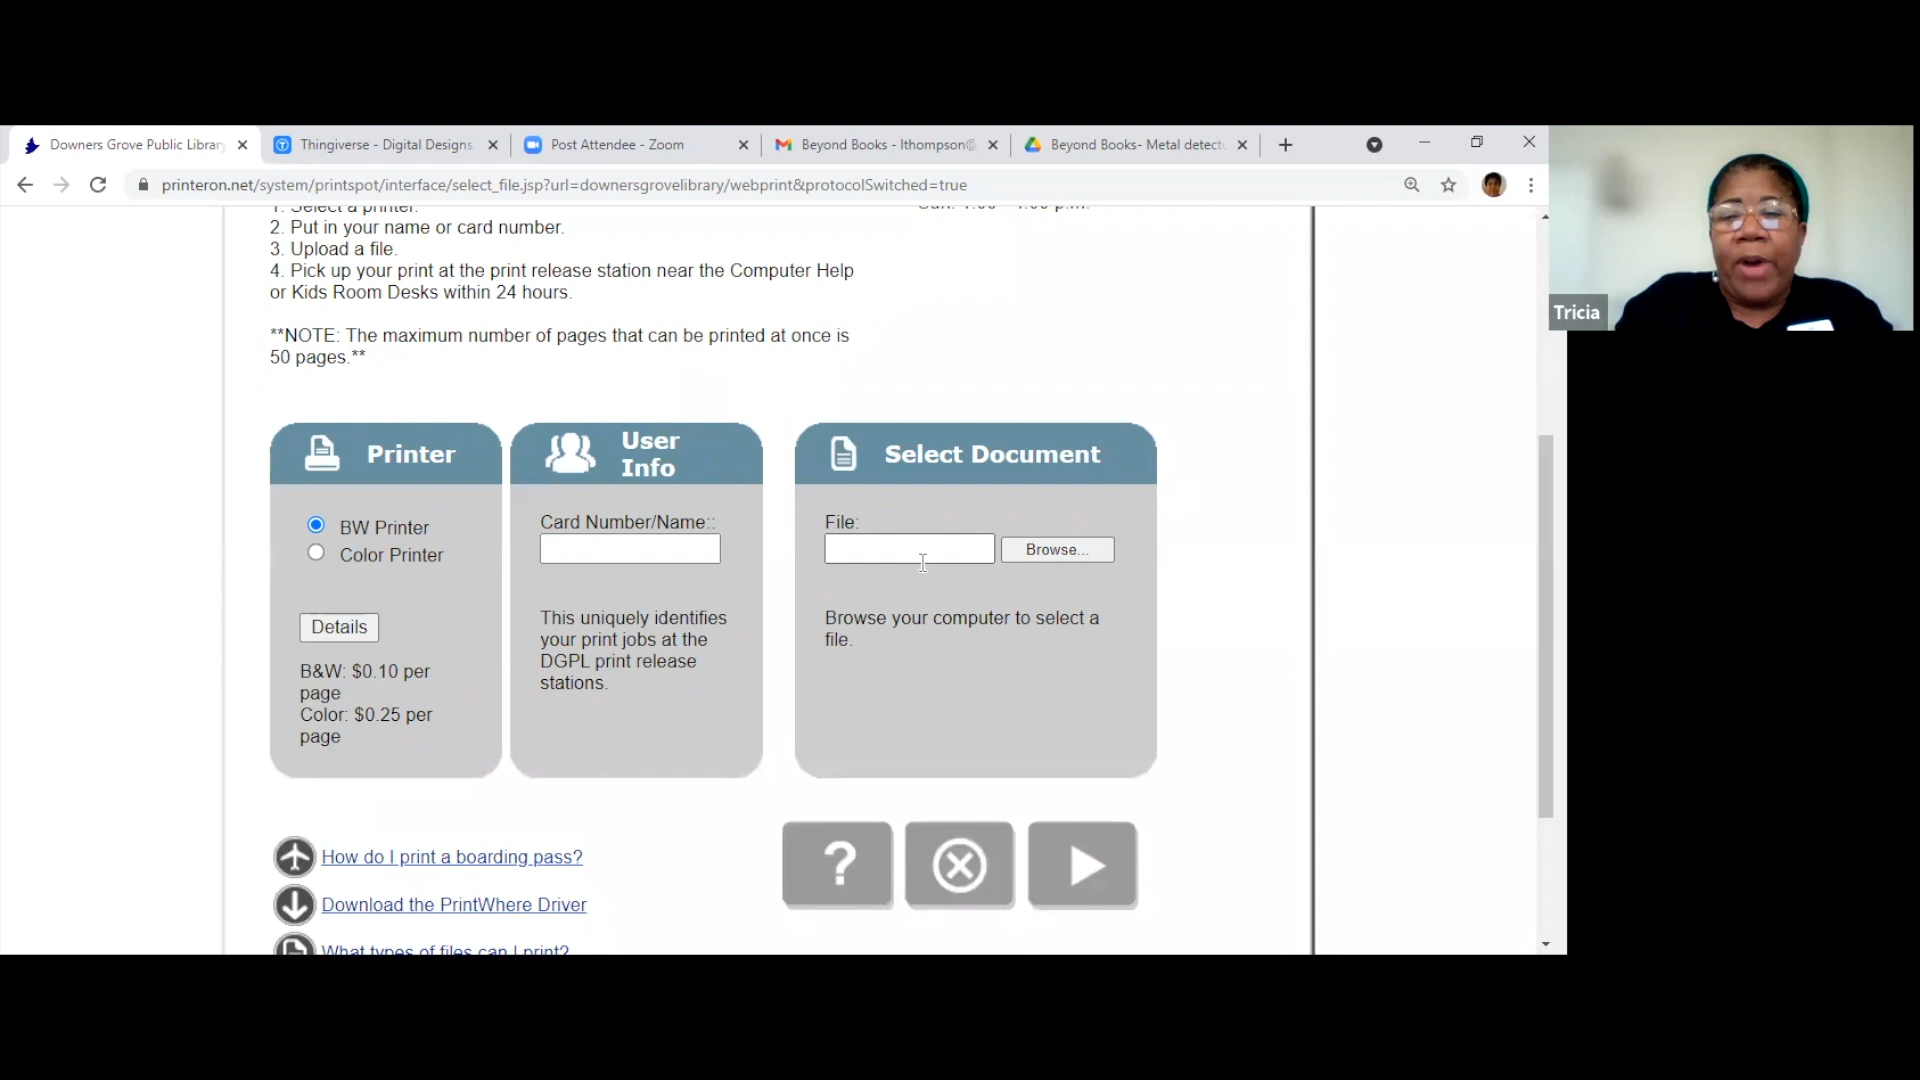 Downers Grove Public Librar
Thingiverse - Digital Designs
Post Attendee - Zoom
Beyond Books - lthompson@
Beyond Books- Metal detect
printeron.net/system/printspot/interface/select_file.jsp?url=downersgrovelibrary/webprint&protocolSwitched=true
1. Select a printer.
2. Put in your name or card number.
3. Upload a file.
4. Pick up your print at the print release station near the Computer Help
or Kids Room Desks within 24 hours.
**NOTE: The maximum number of pages that can be printed at once is
50 pages.**
Printer
BW Printer
Color Printer
Details
B&W: $0.10 per
page
Color: $0.25 per
page
User
Info
Card Number/Name::
This uniquely identifies
your print jobs at the
DGPL print release
stations.
Select Document
File:
Browse...
Browse your computer to select a
file.
How do I print a boarding pass?
Download the PrintWhere Driver
What types of files can I print?
?
Tricia